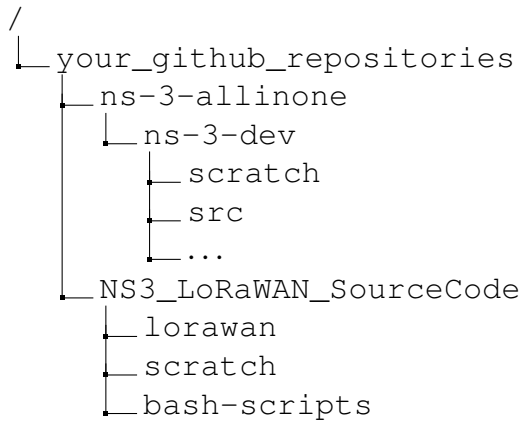 /
your_github_repositories
ns-3-allinone
ns-3-dev
scratch
src
...
NS3_LoRaWAN_SourceCode
lorawan
scratch
bash-scripts